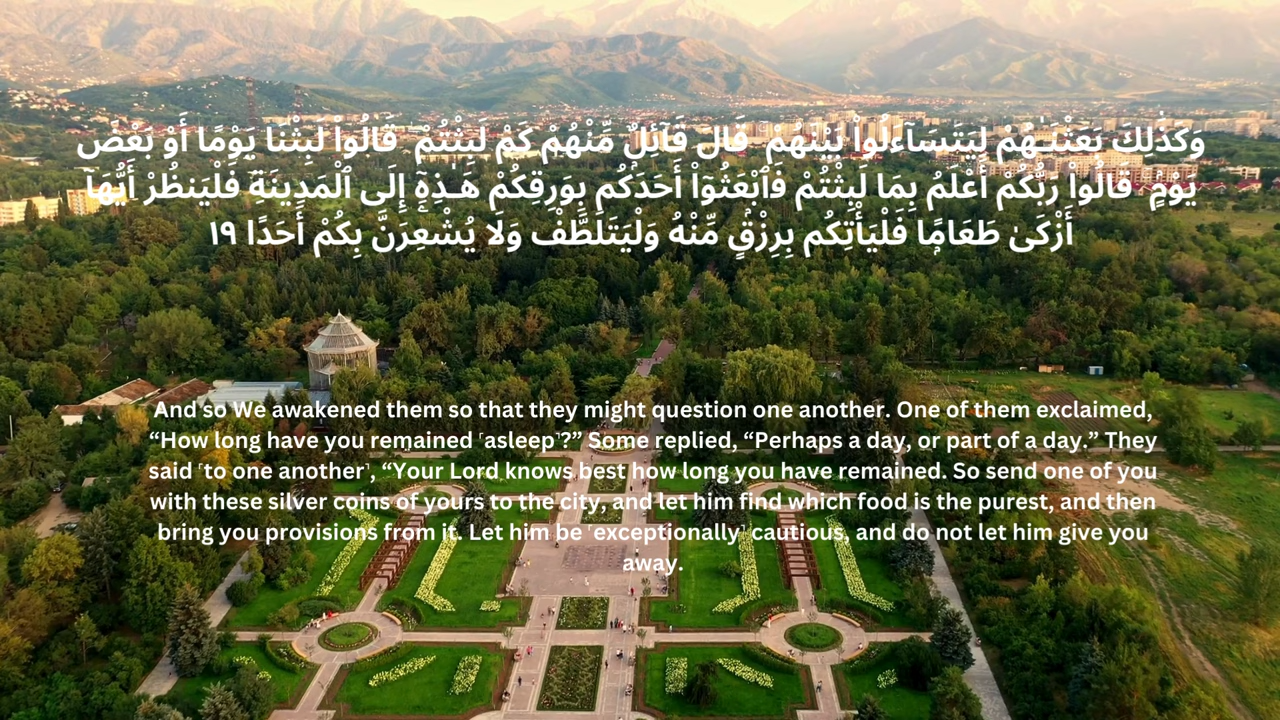 وَكَذَٰلِكَ بَعَثْنَـٰهُمْ لِيَتَسَآءَلُوا۟ بَيْنَهُمْ ۚ قَالَ قَآئِلٌ مِّنْهُمْ كَمْ لَبِثْتُمْ ۖ قَالُوا۟ لَبِثْنَا يَوْمًا أَوْ بَعْضَ
يَوْمٍ ۚ قَالُوا۟ رَبُّكُمْ أَعْلَمُ بِمَا لَبِثْتُمْ فَٱبْعَثُوٓا۟ أَحَدَكُم بِوَرِقِكُمْ هَـٰذِهِۦٓ إِلَى ٱلْمَدِينَةِ فَلْيَنظُرْ أَيُّهَآ
أَزْكَىٰ طَعَامًا فَلْيَأْتِكُم بِرِزْقٍ مِّنْهُ وَلْيَتَلَطَّفْ وَلَا يُشْعِرَنَّ بِكُمْ أَحَدًا ١٩
And so We awakened them so that they might question one another. One of them exclaimed,
“How long have you remained ˹asleep˺?” Some replied, “Perhaps a day, or part of a day.” They
said ˹to one another˺, “Your Lord knows best how long you have remained. So send one of you
with these silver coins of yours to the city, and let him find which food is the purest, and then
bring you provisions from it. Let him be ˹exceptionally˺ cautious, and do not let him give you
away.